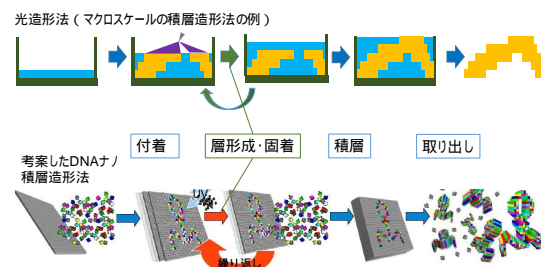 光造形法（マクロスケールの積層造形法の例）
付着
層形成・固着
積層
取り出し
考案したDNAナノ
積層造形法
UV
繰り返し